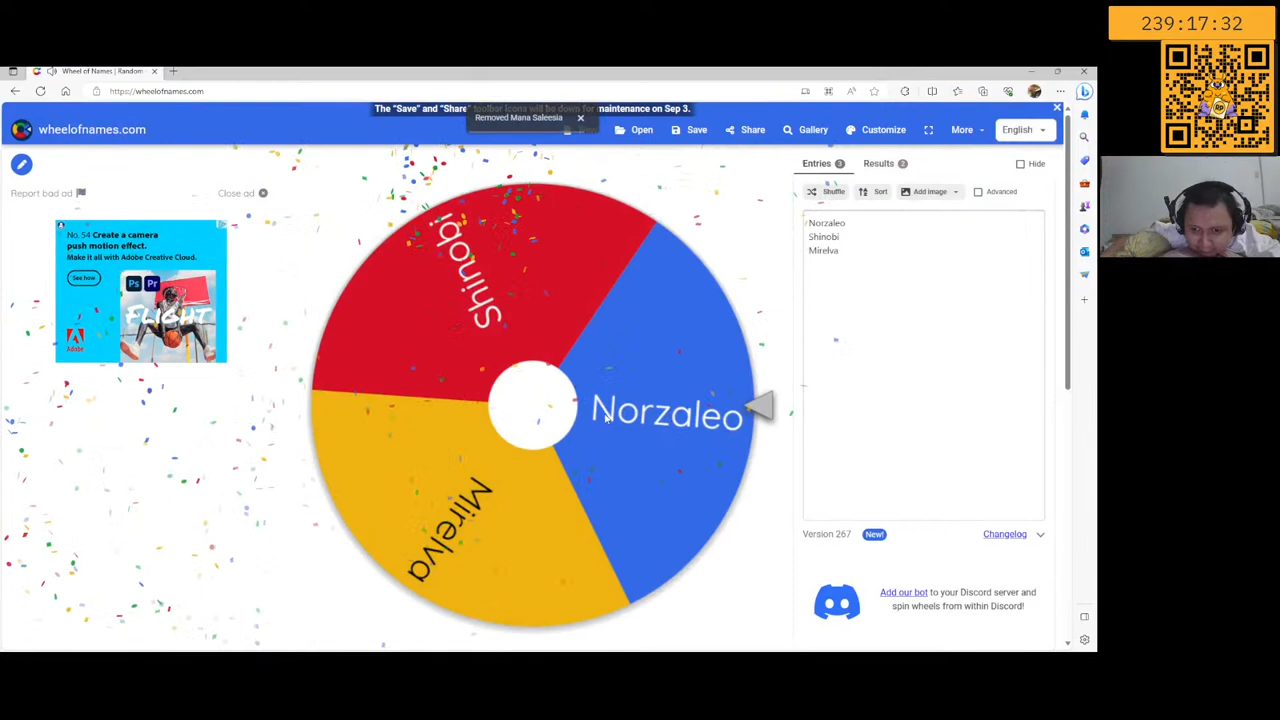 239:17:32
BP
Wheel of Names | Random
https://wheelofnames.com
The "Save" and "Share" toolbar icons will be down for maintenance on Sep 3.
Removed Mana Saleesia
wheelofnames.com
Open
Save
Share
Gallery
Customize
More
English
Entries 3
Results 2
Hide
Report bad ad
Close ad
Shuffle
Sort
Add image
Advanced
No. 54 Create a camera
push motion effect.
Make it all with Adobe Creative Cloud.
See how
Ps
Pr
FLIGHT
Adobe
Norzaleo
Shinobi
Mirelva
Shinobi
Norzaleo
Mirelva
Version 267
New!
Changelog
Add our bot to your Discord server and
spin wheels from within Discord!